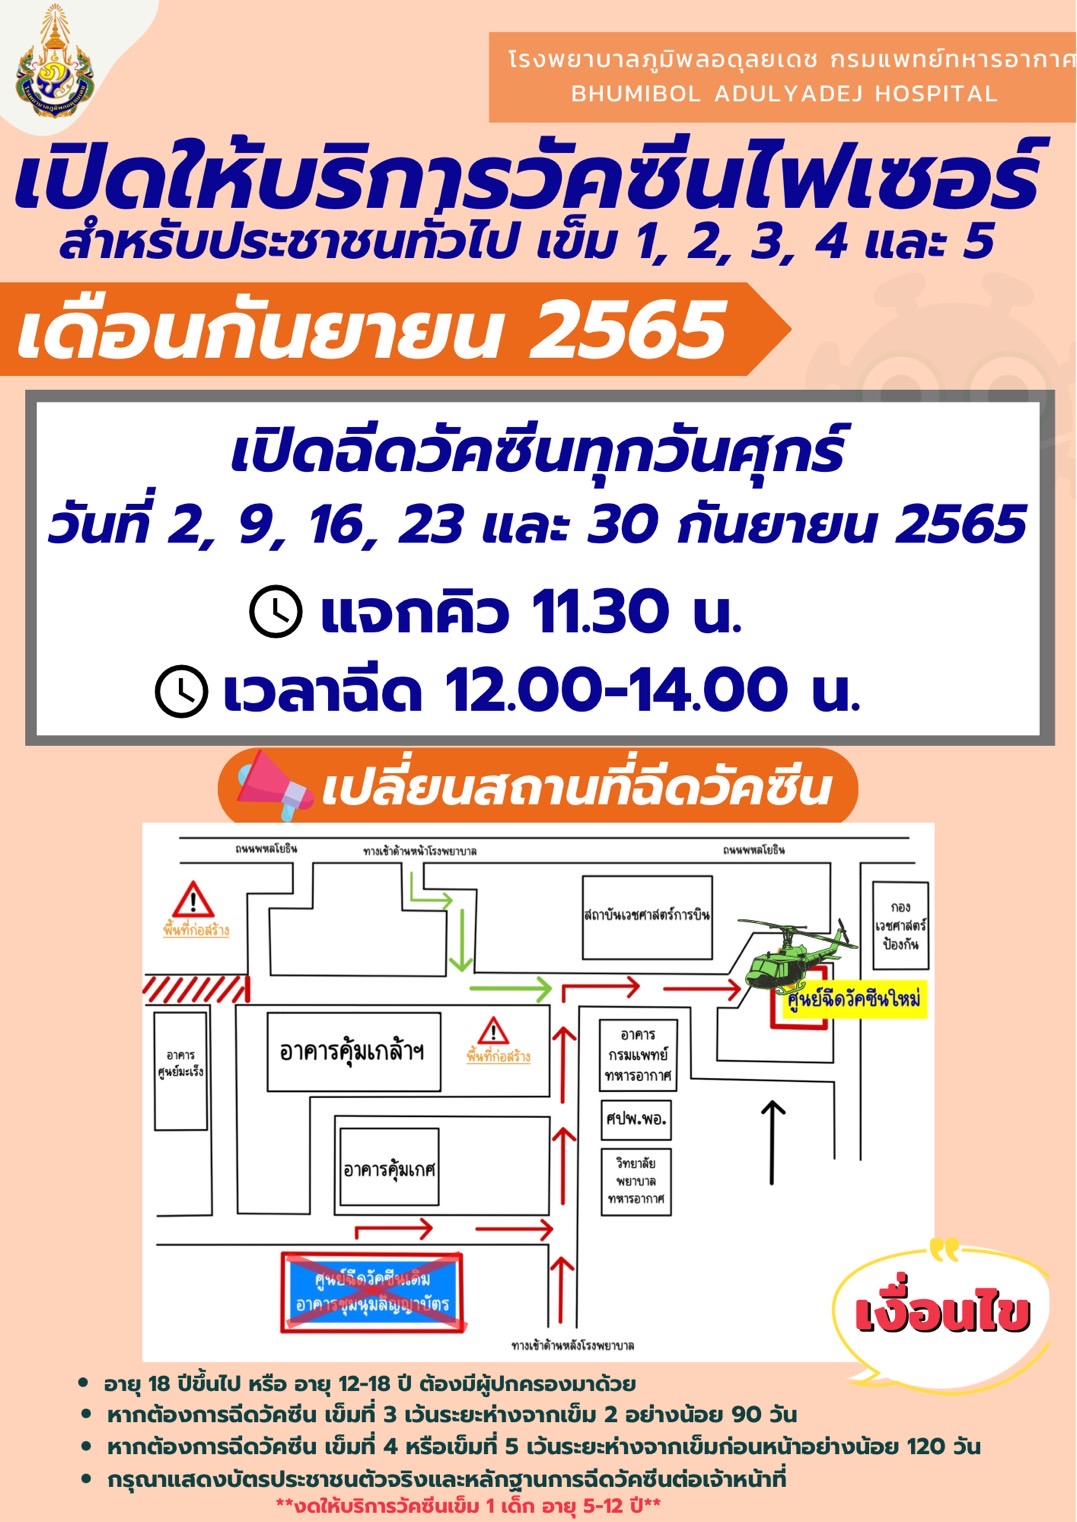 โรงพยาบาลภูมิพลอดุลยเดช กรมแพทย์ทหารอากาศ
BHUMIBOL ADULYADEJ HOSPITAL
เปิดให้บริการวัคซีนไฟเซอร์
สำหรับประชาชนทั่วไป เข็ม 1, 2, 3, 4 และ 5
เดือนกันยายน 2565
เปิดฉีดวัคซีนทุกวันศุกร์
วันที่ 2, 9, 16, 23 และ 30 กันยายน 2565
แจกคิว 11.30 น.
เวลาฉีด 12.00-14.00 น.
เปลี่ยนสถานที่ฉีดวัคซีน
ถนนพหลโยธิน
ทางเข้าด้านหน้าโรงพยาบาล
ถนนพหลโยธิน
พื้นที่ก่อสร้าง
สถาบันเวชศาสตร์การบิน
กอง
เวชศาสตร์
ป้องกัน
ศูนย์ฉีดวัคซีนใหม่
อาคาร
ศูนย์มะเร็ง
อาคารคุ้มเกล้าฯ
พื้นที่ก่อสร้าง
อาคาร
กรมแพทย์
ทหารอากาศ
ศปพ.พอ.
อาคารคุ้มเกศ
วิทยาลัย
พยาบาล
ทหารอากาศ
ศูนย์ฉีดวัคซีนเดิม
อาคารชุมนุมสัญญาบัตร
ทางเข้าด้านหลังโรงพยาบาล
เงื่อนไข
• อายุ 18 ปีขึ้นไป หรือ อายุ 12-18 ปี ต้องมีผู้ปกครองมาด้วย
• หากต้องการฉีดวัคซีน เข็มที่ 3 เว้นระยะห่างจากเข็ม 2 อย่างน้อย 90 วัน
• หากต้องการฉีดวัคซีน เข็มที่ 4 หรือเข็มที่ 5 เว้นระยะห่างจากเข็มก่อนหน้าอย่างน้อย 120 วัน
• กรุณาแสดงบัตรประชาชนตัวจริงและหลักฐานการฉีดวัคซีนต่อเจ้าหน้าที่
**งดให้บริการวัคซีนเข็ม 1 เด็ก อายุ 5-12 ปี**